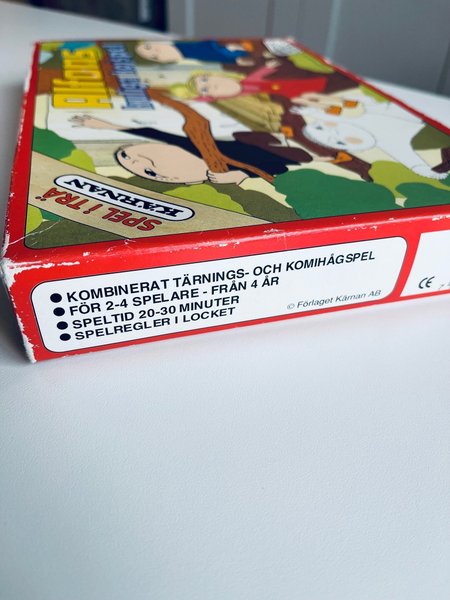 Alfons
SPEL I TRÄ
KÄRNAN
● KOMBINERAT TÄRNINGS- OCH KOMIHÅGSPEL
● FÖR 2-4 SPELARE - FRÅN 4 ÅR
● SPELTID 20-30 MINUTER
● SPELREGLER I LOCKET
© Förlaget Kärnan AB
CE